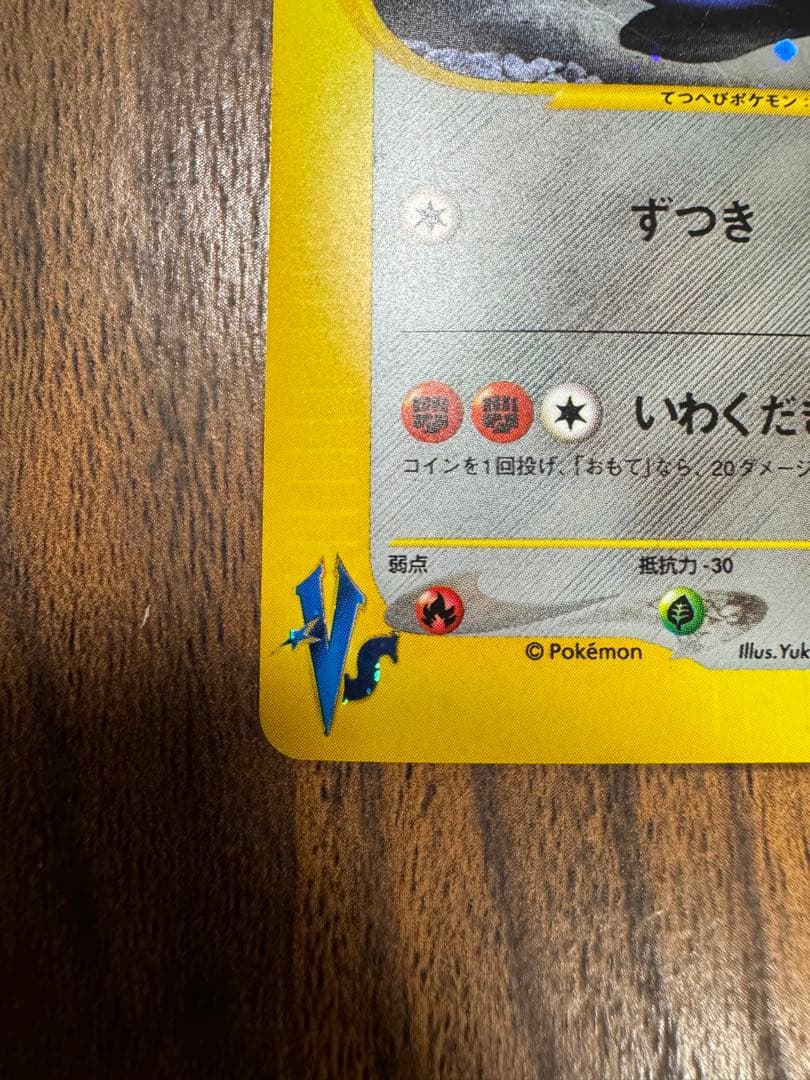 てつへびポケモン
ずつき
いわくだ
コインを1回投げ、「おもて」なら、20ダメージ
弱点
抵抗力 -30
© Pokémon
Illus. Yuk
VS